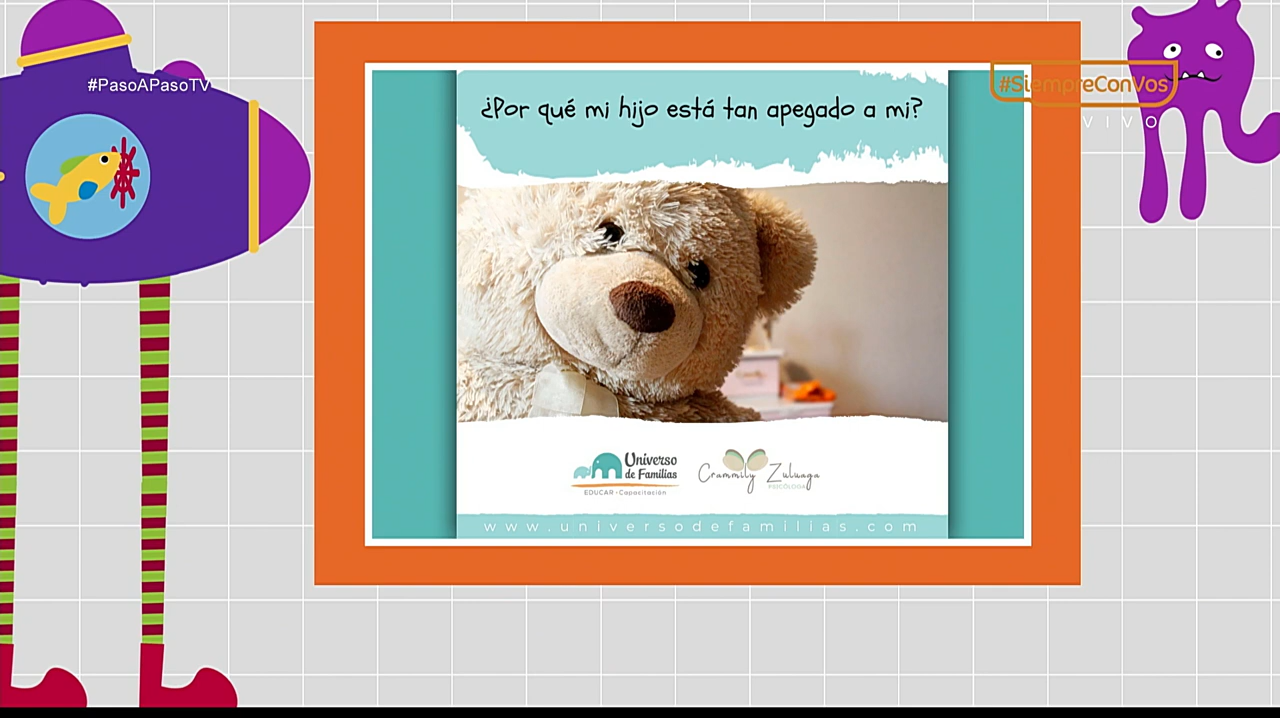 #PasoAPasoTV
#SiempreConVos
VIVO
¿Por qué mi hijo está tan apegado a mi?
Universo
de Familias
EDUCAR - Capacitación
Crammily Zuluaga
PSICÓLOGA
www.universodefamilias.com